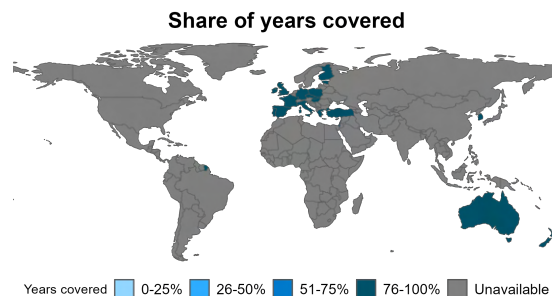 Share of years covered
Years covered 0-25% 26-50% 51-75% 76-100% Unavailable